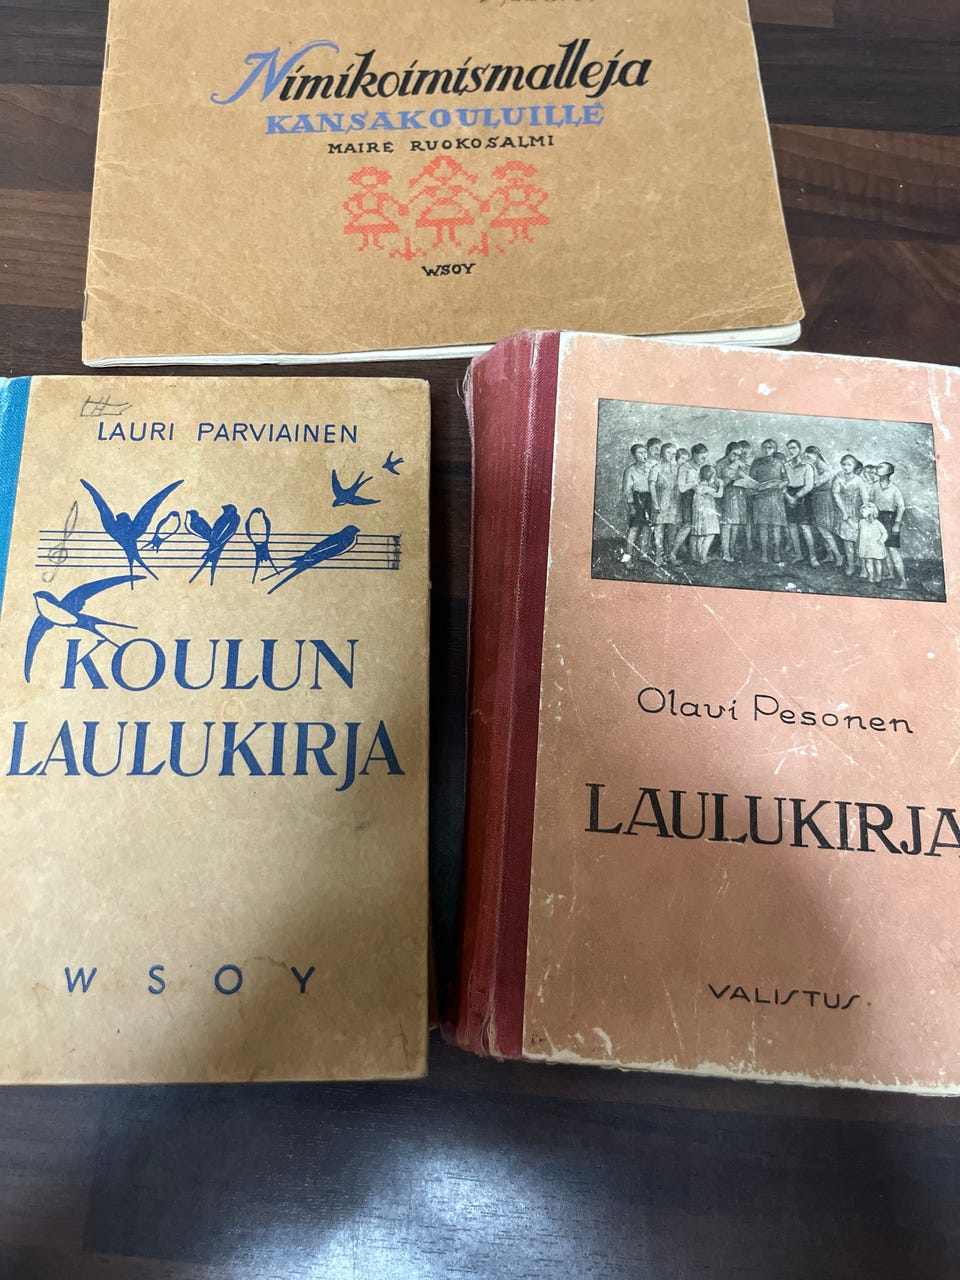 Nimikoimismalleja
KANSAKOULUILLE
MAIRE RUOKOSALMI
WSOY
LAURI PARVIAINEN
KOULUN
LAULUKIRJA
WSOY
Olavi Pesonen
LAULUKIRJA
VALISTUS